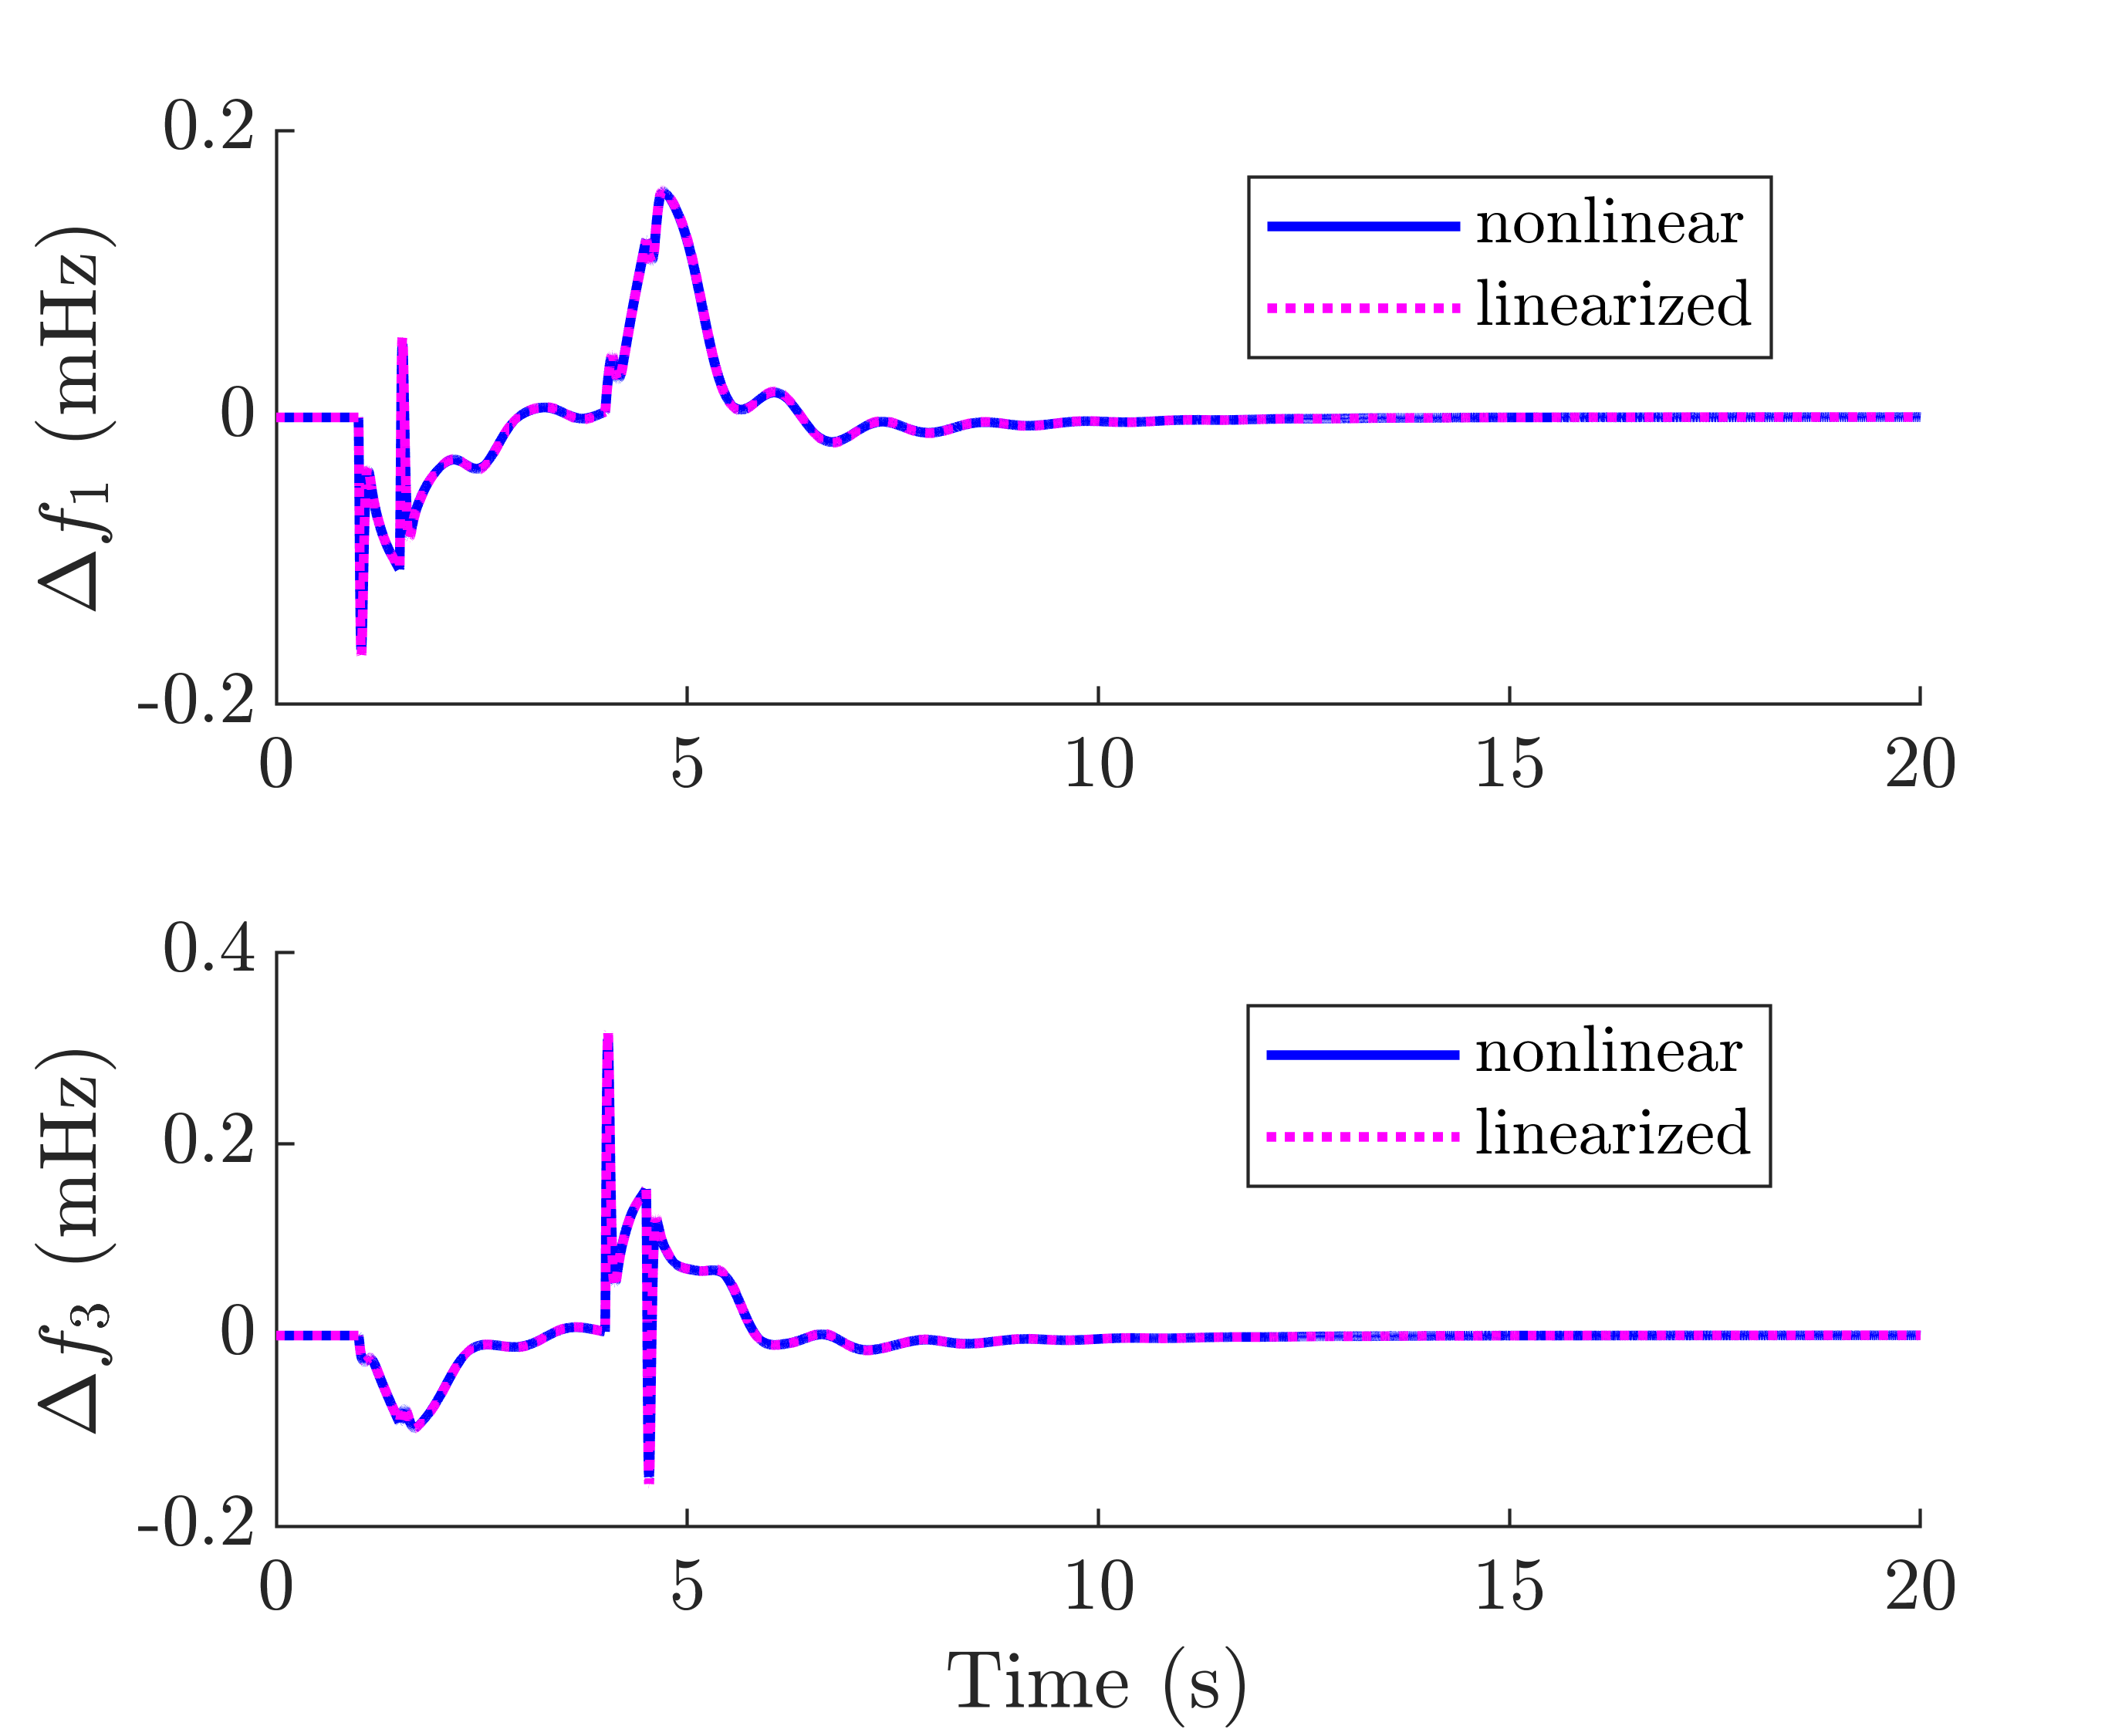 0.2
0
-0.2
Δf1 (mHz)
nonlinear
linearized
0 5 10 15 20
0.4
0.2
0
-0.2
Δf3 (mHz)
nonlinear
linearized
0 5 10 15 20
Time (s)